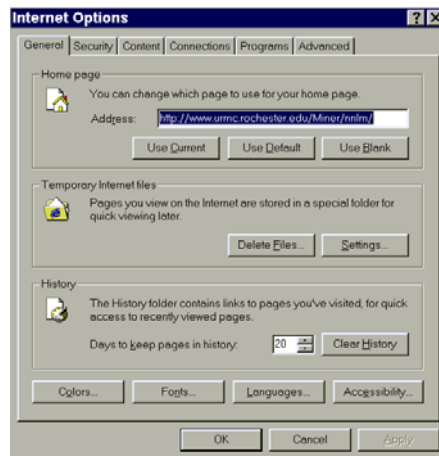 Internet Options
General Security Content Connections Programs Advanced
Home page
You can change which page to use for your home page.
Address: http://www.urmc.rochester.edu/Miner/nnlm/
Use Current Use Default Use Blank
Temporary Internet files
Pages you view on the Internet are stored in a special folder for
quick viewing later.
Delete Files... Settings...
History
The History folder contains links to pages you've visited, for quick
access to recently viewed pages.
Days to keep pages in history: 20 Clear History
Colors... Fonts... Languages... Accessibility...
OK Cancel Apply